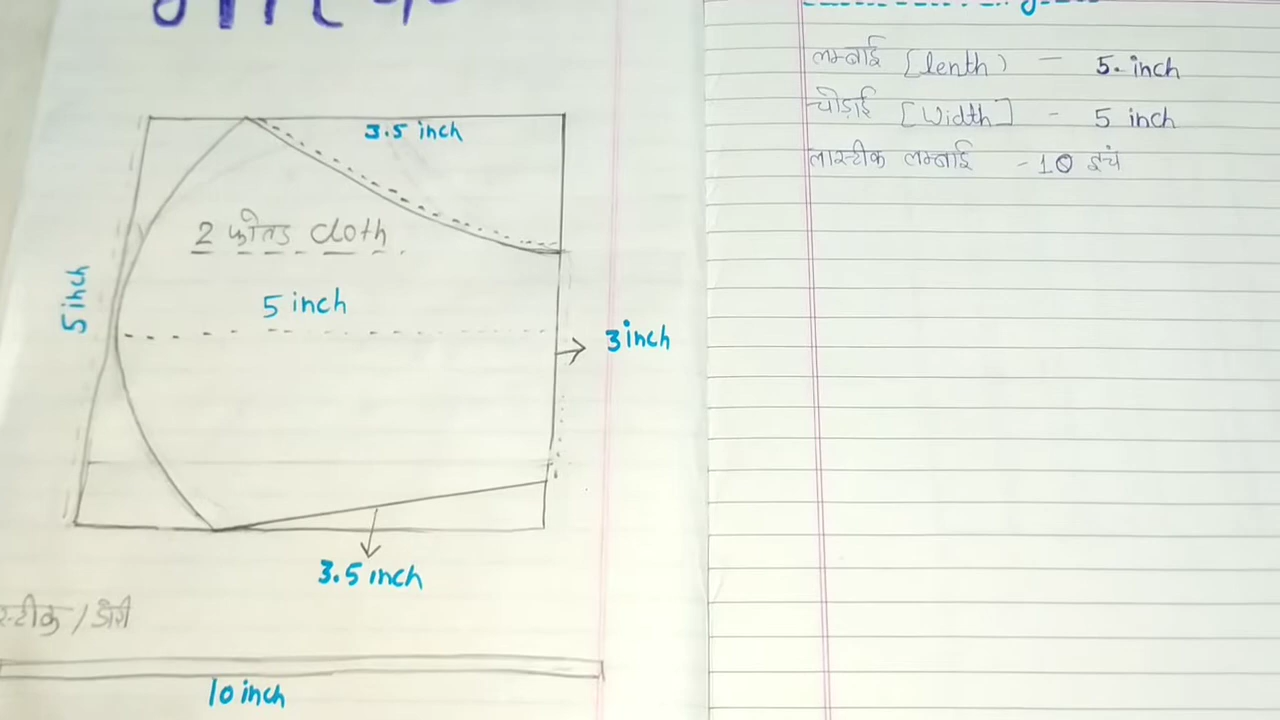 3.5 inch
2 फोल्ड cloth
5 inch
5 inch
3 inch
3.5 inch
स्टीक / डोरी
10 inch
लम्बाई [lenth) - 5. inch
चौड़ाई [Width] - 5 inch
लास्टीक लम्बाई - 10 इंच